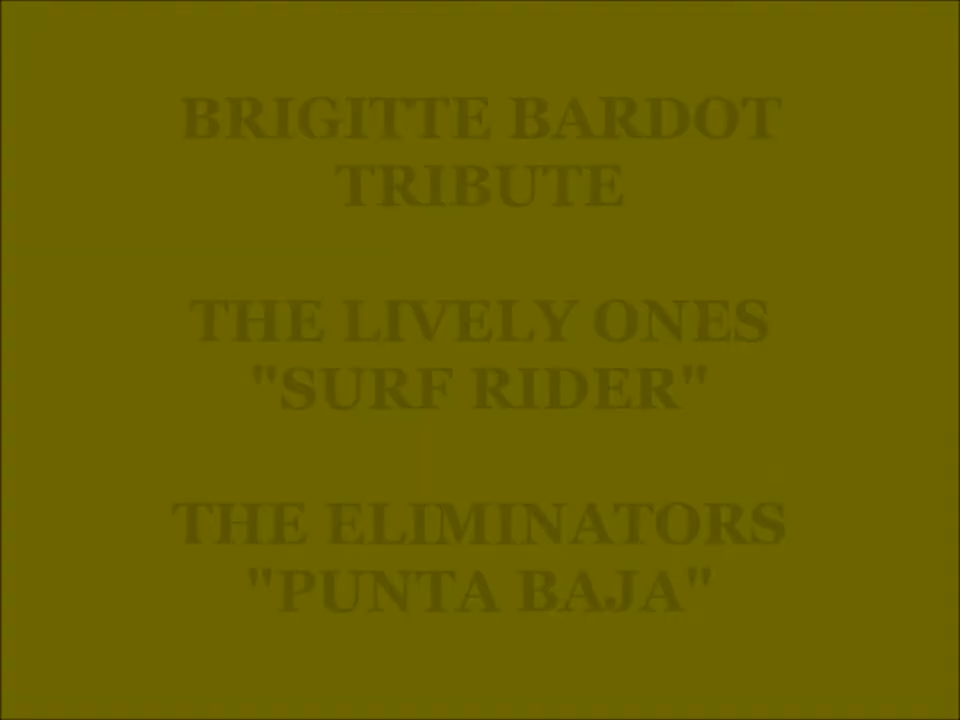 BRIGITTE BARDOT
TRIBUTE
THE LIVELY ONES
"SURF RIDER"
THE ELIMINATORS
"PUNTA BAJA"